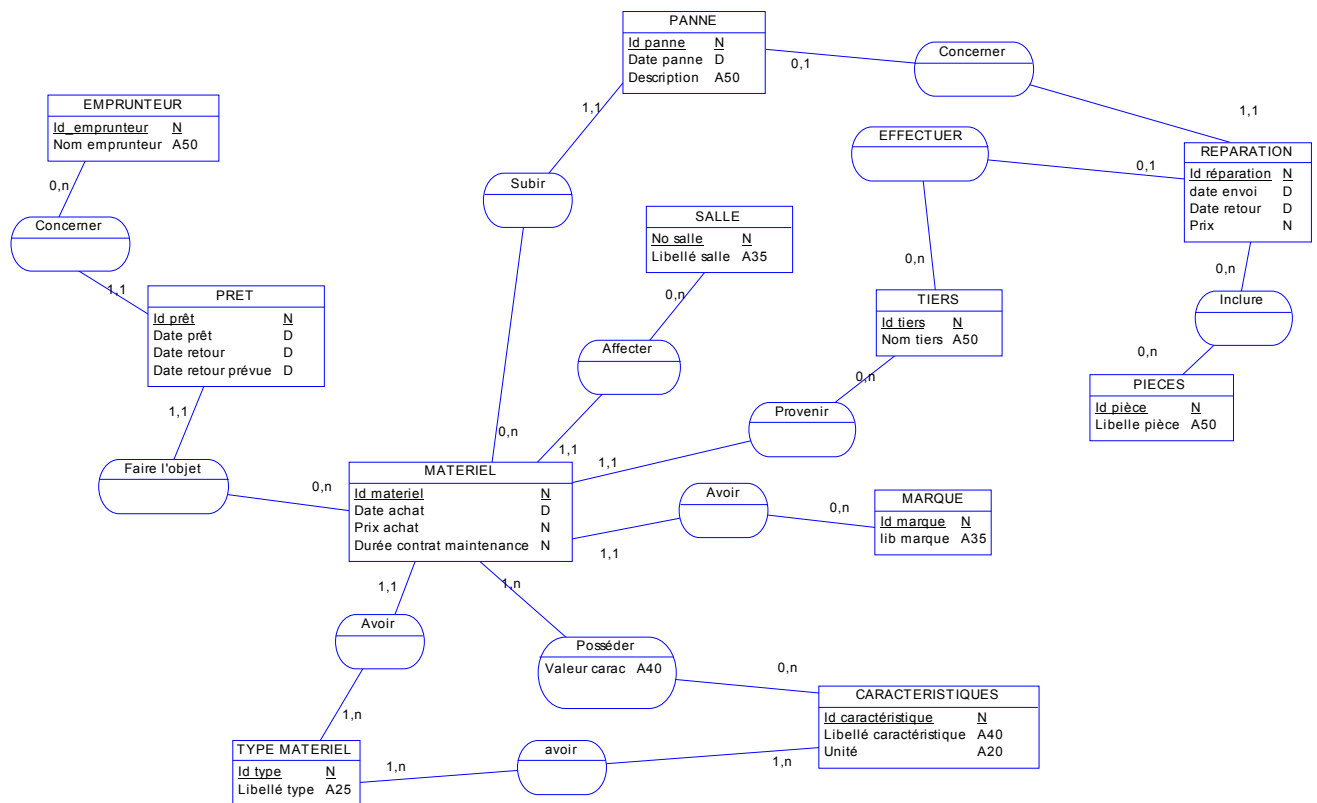 PANNE
Id panne N
Date panne D
Description A50
Concerner
0,1
1,1
1,1
EMPRUNTEUR
Id_emprunteur N
Nom emprunteur A50
EFFECTUER
0,1
REPARATION
Id réparation N
date envoi D
Date retour D
Prix N
0,n
Subir
SALLE
No salle N
Libellé salle A35
Concerner
0,n
0,n
0,n
1,1
PRET
Id prêt N
Date prêt D
Date retour D
Date retour prévue D
TIERS
Id tiers N
Nom tiers A50
Inclure
Affecter
0,n
0,n
PIECES
Id pièce N
Libelle pièce A50
1,1
Provenir
0,n
1,1
1,1
Faire l'objet
0,n
MATERIEL
Id materiel N
Date achat D
Prix achat N
Durée contrat maintenance N
Avoir
0,n
MARQUE
Id marque N
lib marque A35
1,1
1,1
1,n
Avoir
Posséder
Valeur carac A40
0,n
CARACTERISTIQUES
Id caractéristique N
Libellé caractéristique A40
Unité A20
1,n
TYPE MATERIEL
Id type N
Libellé type A25
1,n
avoir
1,n